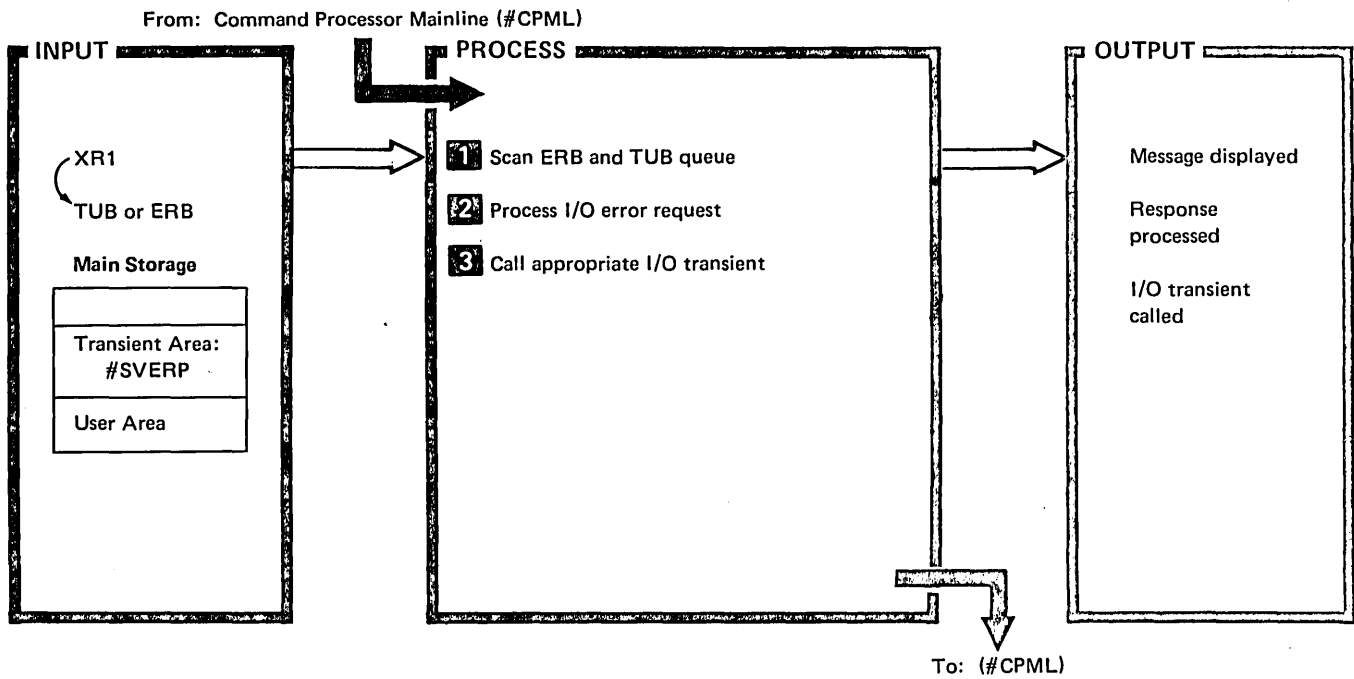 From: Command Processor Mainline (#CPML)
INPUT
XR1
TUB or ERB
Main Storage
Transient Area:
#SVERP
User Area
PROCESS
1 Scan ERB and TUB queue
2 Process I/O error request
3 Call appropriate I/O transient
OUTPUT
Message displayed
Response
processed
I/O transient
called
To: (#CPML)